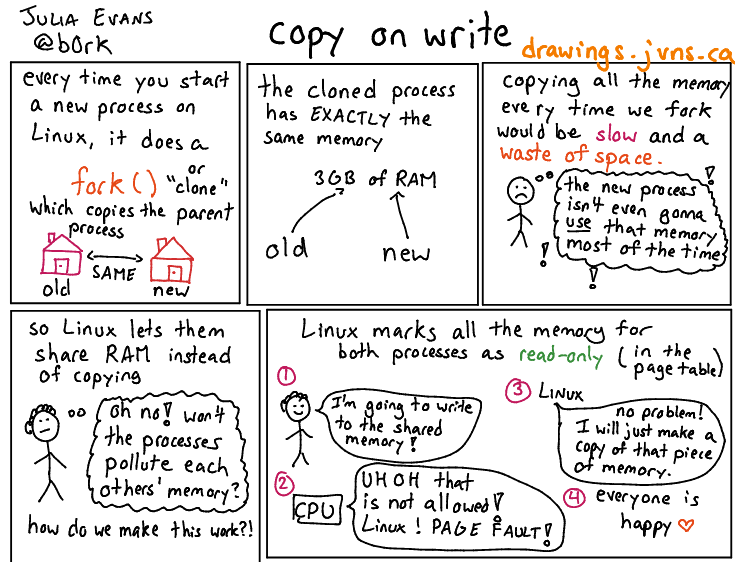 JULIA EVANS
@b0rk
copy on write
drawings.jvns.ca
every time you start
a new process on
Linux, it does a
fork() or "clone"
which copies the parent
process
SAME
old
new
the cloned process
has EXACTLY the
same memory
3GB of RAM
old
new
copying all the memory
every time we fork
would be slow and a
waste of space.
the new process
isn't even gonna
use that memory
most of the time
so Linux lets them
share RAM instead
of copying
oh no! won't
the processes
pollute each
others' memory?
how do we make this work?!
Linux marks all the memory for
both processes as read-only (in the
page table)
1
I'm going to write
to the shared
memory!
2
CPU
UH OH that
is not allowed!
Linux! PAGE FAULT!
3 LINUX
no problem!
I will just make a
copy of that piece
of memory.
4 everyone is
happy ♡